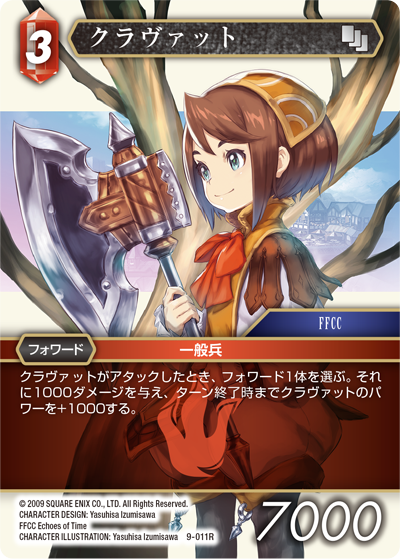 3
クラヴァット
FFCC
フォワード
一般兵
クラヴァットがアタックしたとき、フォワード1体を選ぶ。それ
に1000ダメージを与え、ターン終了時までクラヴァットのパ
ワーを+1000する。
© 2009 SQUARE ENIX CO., LTD. All Rights Reserved.
CHARACTER DESIGN: Yasuhisa Izumisawa
FFCC Echoes of Time
CHARACTER ILLUSTRATION: Yasuhisa Izumisawa 9-011R
7000